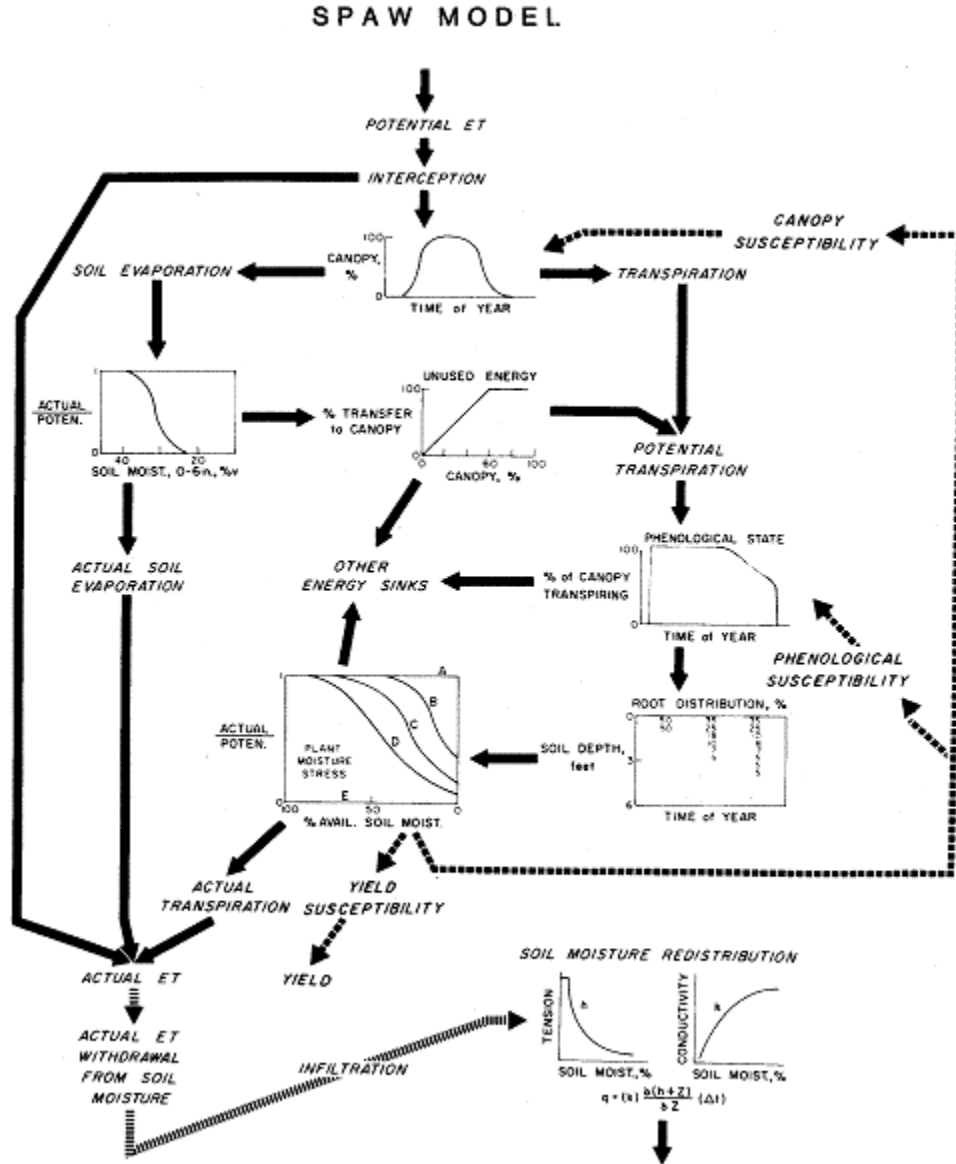 SPAW MODEL
POTENTIAL ET
INTERCEPTION
CANOPY
SUSCEPTIBILITY
100
CANOPY,
%
0
TIME of YEAR
SOIL EVAPORATION
TRANSPIRATION
1
ACTUAL
POTEN.
0
40 20
SOIL MOIST., 0-6in., %v
UNUSED ENERGY
100
% TRANSFER
to CANOPY
0
0 60 100
CANOPY, %
POTENTIAL
TRANSPIRATION
ACTUAL SOIL
EVAPORATION
OTHER
ENERGY SINKS
PHENOLOGICAL STATE
100
% of CANOPY
TRANSPIRING
0
TIME of YEAR
PHENOLOGICAL
SUSCEPTIBILITY
1
ACTUAL
POTEN.
0
A
B
C
D
E
PLANT
MOISTURE
STRESS
100 50 0
% AVAIL. SOIL MOIST.
ROOT DISTRIBUTION, %
0
SOIL DEPTH,
feet
3
6
TIME of YEAR
ACTUAL
TRANSPIRATION
YIELD
SUSCEPTIBILITY
ACTUAL ET
YIELD
ACTUAL ET
WITHDRAWAL
FROM SOIL
MOISTURE
INFILTRATION
SOIL MOISTURE REDISTRIBUTION
TENSION
h
SOIL MOIST.,%
CONDUCTIVITY
k
SOIL MOIST.,%
q = (k) δ(h+Z)/δZ (Δt)